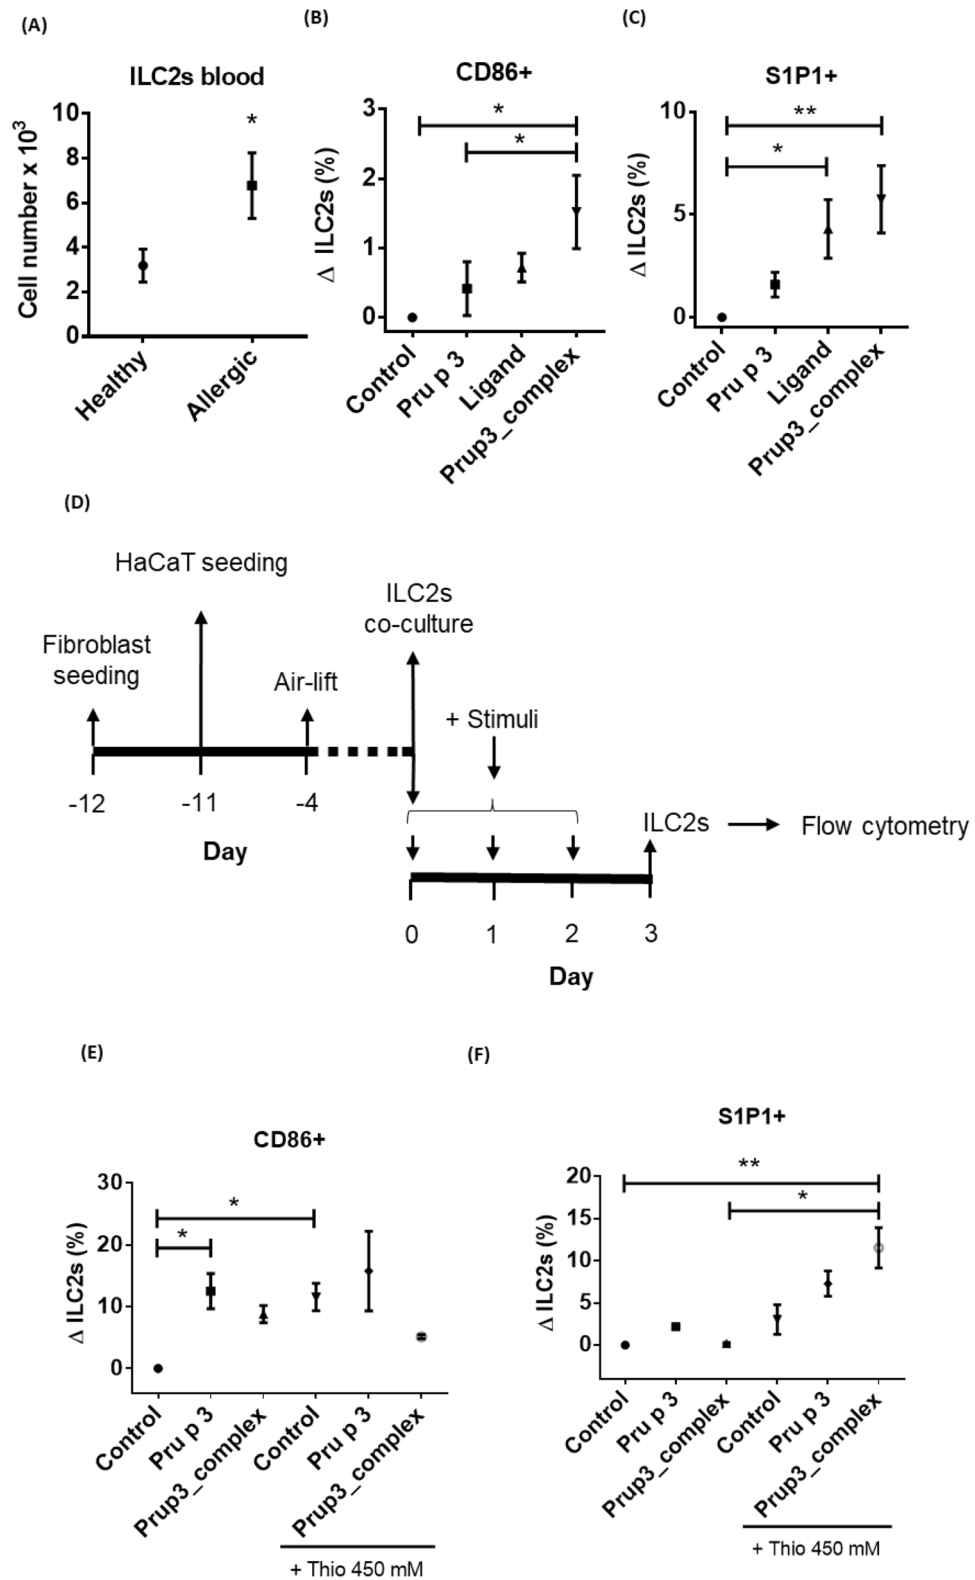 (A)
ILC2s blood
*
Cell number x 10³
10
8
6
4
2
0
Healthy
Allergic
(B)
CD86+
*
*
Δ ILC2s (%)
3
2
1
0
Control
Pru p 3
Ligand
Prup3_complex
(C)
S1P1+
**
*
Δ ILC2s (%)
10
5
0
Control
Pru p 3
Ligand
Prup3_complex
(D)
HaCaT seeding
Fibroblast
seeding
Air-lift
ILC2s
co-culture
+ Stimuli
-12
-11
-4
Day
ILC2s
Flow cytometry
0
1
2
3
Day
(E)
CD86+
*
*
Δ ILC2s (%)
30
20
10
0
Control
Pru p 3
Prup3_complex
Control
Pru p 3
Prup3_complex
+ Thio 450 mM
(F)
S1P1+
**
*
Δ ILC2s (%)
20
15
10
5
0
Control
Pru p 3
Prup3_complex
Control
Pru p 3
Prup3_complex
+ Thio 450 mM